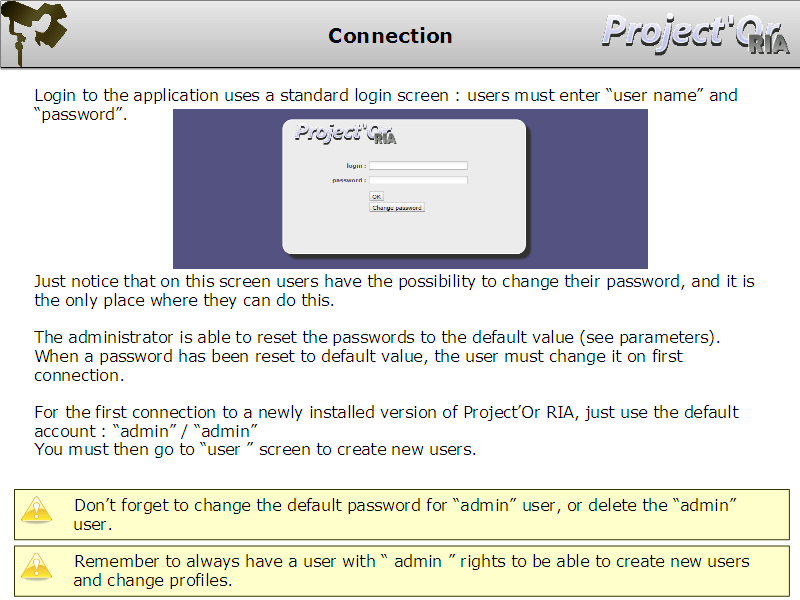 Connection
Project'Or
RIA
Login to the application uses a standard login screen : users must enter “user name” and
“password”.
Project'Or
RIA
login :
password :
OK
Change password
Just notice that on this screen users have the possibility to change their password, and it is
the only place where they can do this.
The administrator is able to reset the passwords to the default value (see parameters).
When a password has been reset to default value, the user must change it on first
connection.
For the first connection to a newly installed version of Project’Or RIA, just use the default
account : “admin” / “admin”
You must then go to “user ” screen to create new users.
Don’t forget to change the default password for “admin” user, or delete the “admin”
user.
Remember to always have a user with “ admin ” rights to be able to create new users
and change profiles.